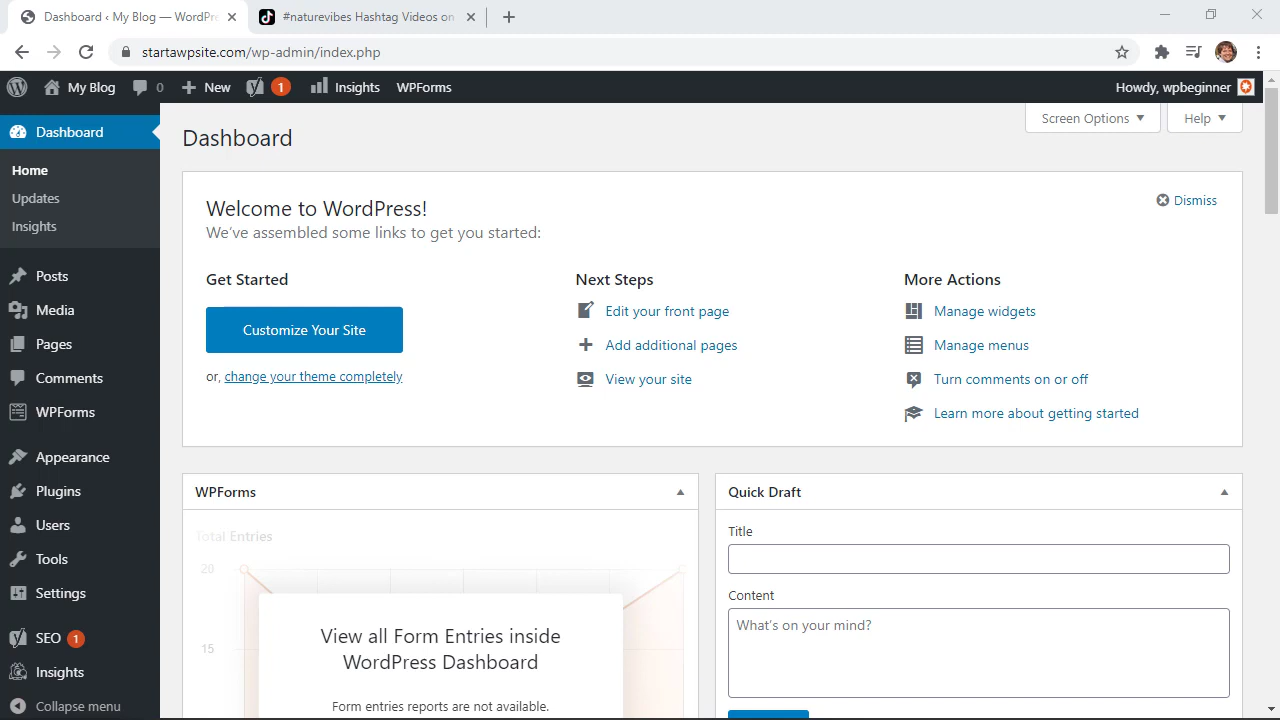 Dashboard ‹ My Blog — WordPre
#naturevibes Hashtag Videos on
startawpsite.com/wp-admin/index.php
My Blog
0
New
1
Insights
WPForms
Howdy, wpbeginner
Dashboard
Home
Updates
Insights
Posts
Media
Pages
Comments
WPForms
Appearance
Plugins
Users
Tools
Settings
SEO 1
Insights
Collapse menu
Dashboard
Screen Options
Help
Welcome to WordPress!
We've assembled some links to get you started:
Dismiss
Get Started
Customize Your Site
or, change your theme completely
Next Steps
Edit your front page
Add additional pages
View your site
More Actions
Manage widgets
Manage menus
Turn comments on or off
Learn more about getting started
WPForms
Total Entries
20
15
View all Form Entries inside
WordPress Dashboard
Form entries reports are not available.
Quick Draft
Title
Content
What's on your mind?